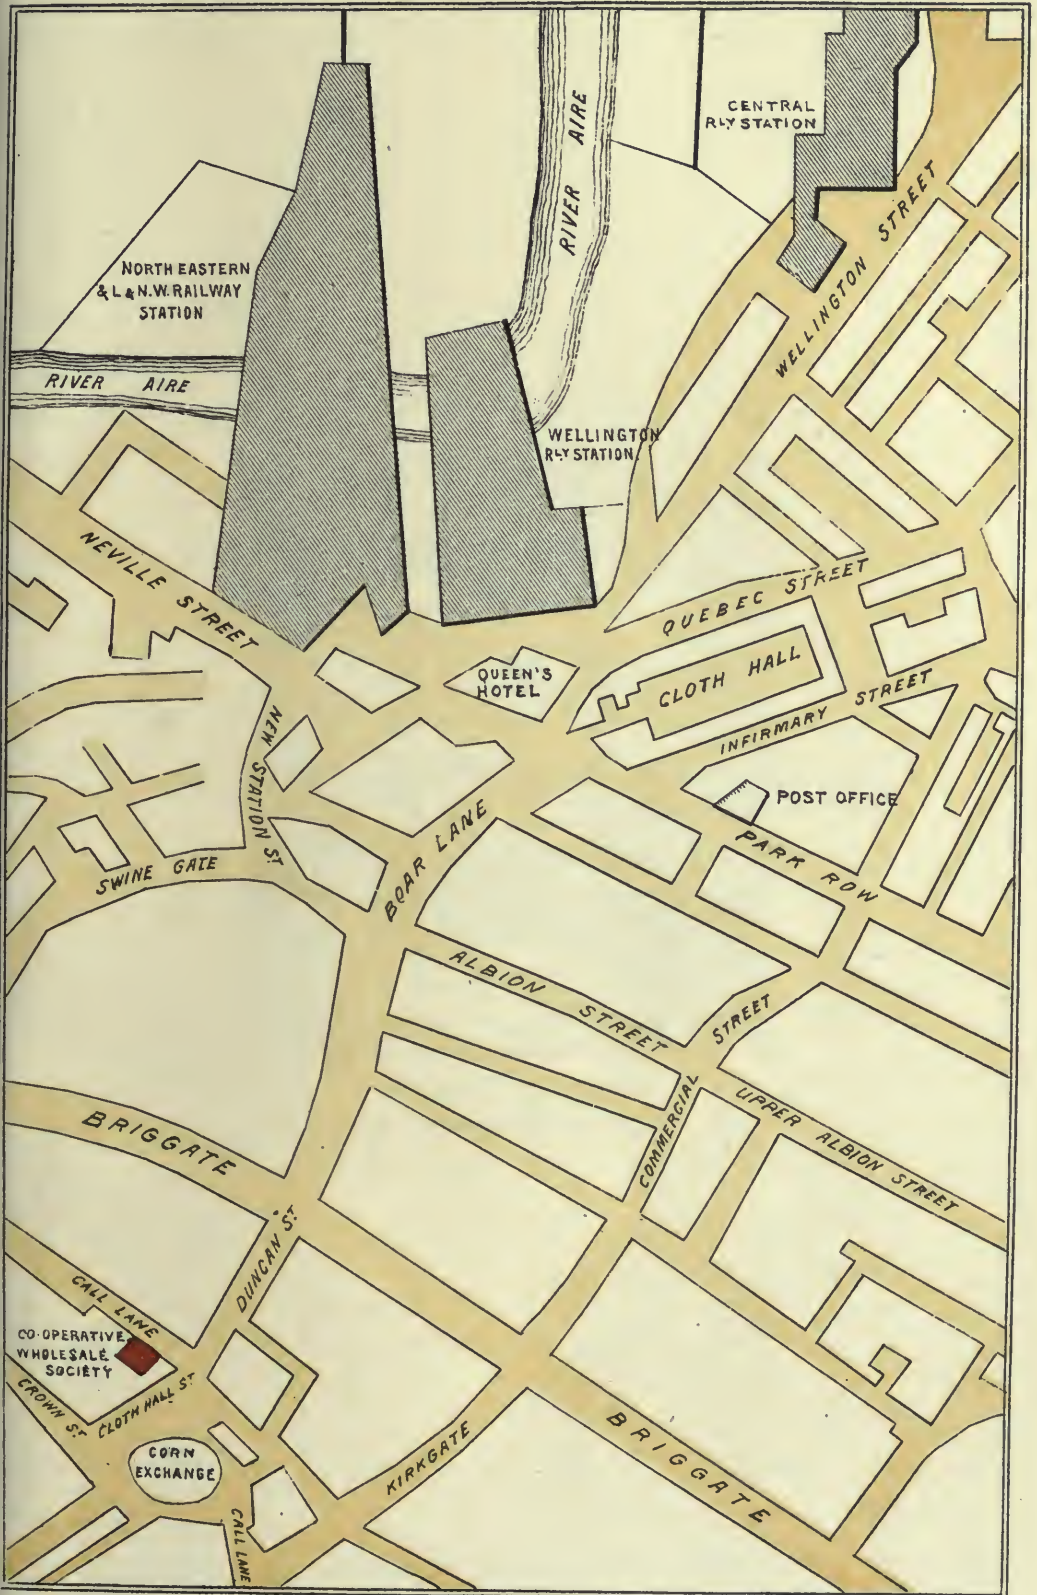 CENTRAL
RLY STATION
RIVER AIRE
RIVER AIRE
WELLINGTON STREET
NORTH EASTERN
& L & N.W. RAILWAY
STATION
RIVER AIRE
WELLINGTON
RLY STATION
NEVILLE STREET
QUEBEC STREET
QUEEN'S
HOTEL
CLOTH HALL
INFIRMARY STREET
NEW STATION ST
POST OFFICE
BOAR LANE
PARK ROW
SWINE GATE
ALBION STREET
COMMERCIAL STREET
UPPER ALBION STREET
BRIGGATE
DUNCAN ST
CALL LANE
CO-OPERATIVE
WHOLESALE
SOCIETY
CROWN ST
CLOTH HALL ST
CORN
EXCHANGE
KIRKGATE
BRIGGATE
CALL LANE